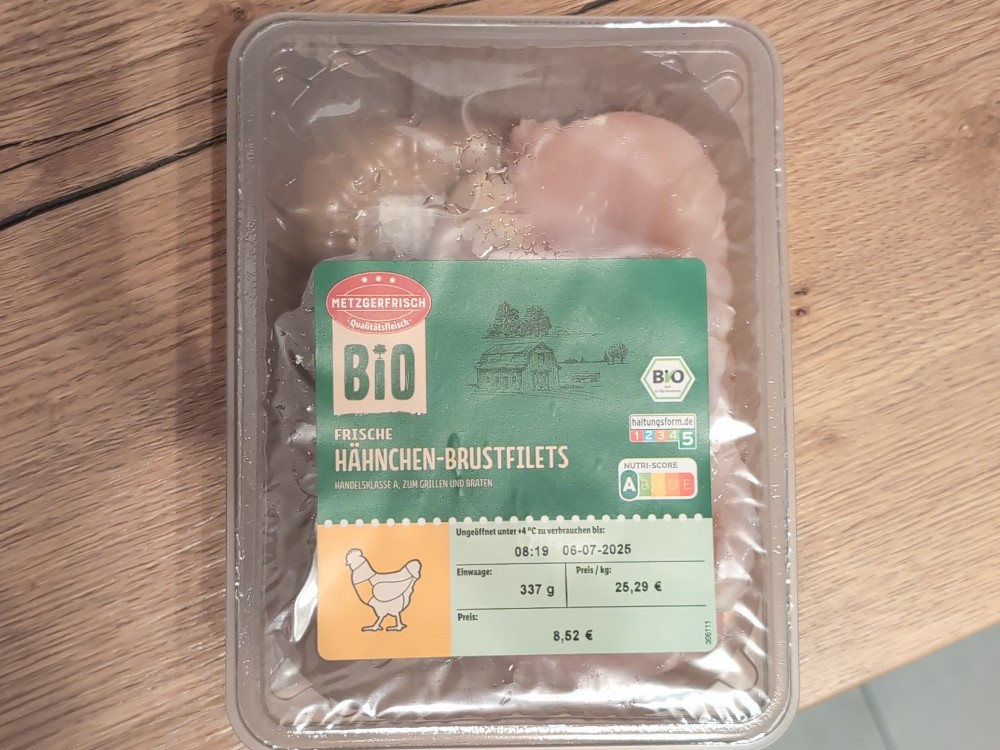 METZGERFRISCH
·Qualitätsfleisch·
BIO
BIO
haltungsform.de
1 2 3 4 5
FRISCHE
HÄHNCHEN-BRUSTFILETS
HANDELSKLASSE A, ZUM GRILLEN UND BRATEN
NUTRI-SCORE
A B D E
Ungeöffnet unter +4 °C zu verbrauchen bis:
08:19 06-07-2025
Einwaage:
337 g
Preis / kg:
25,29 €
Preis:
8,52 €